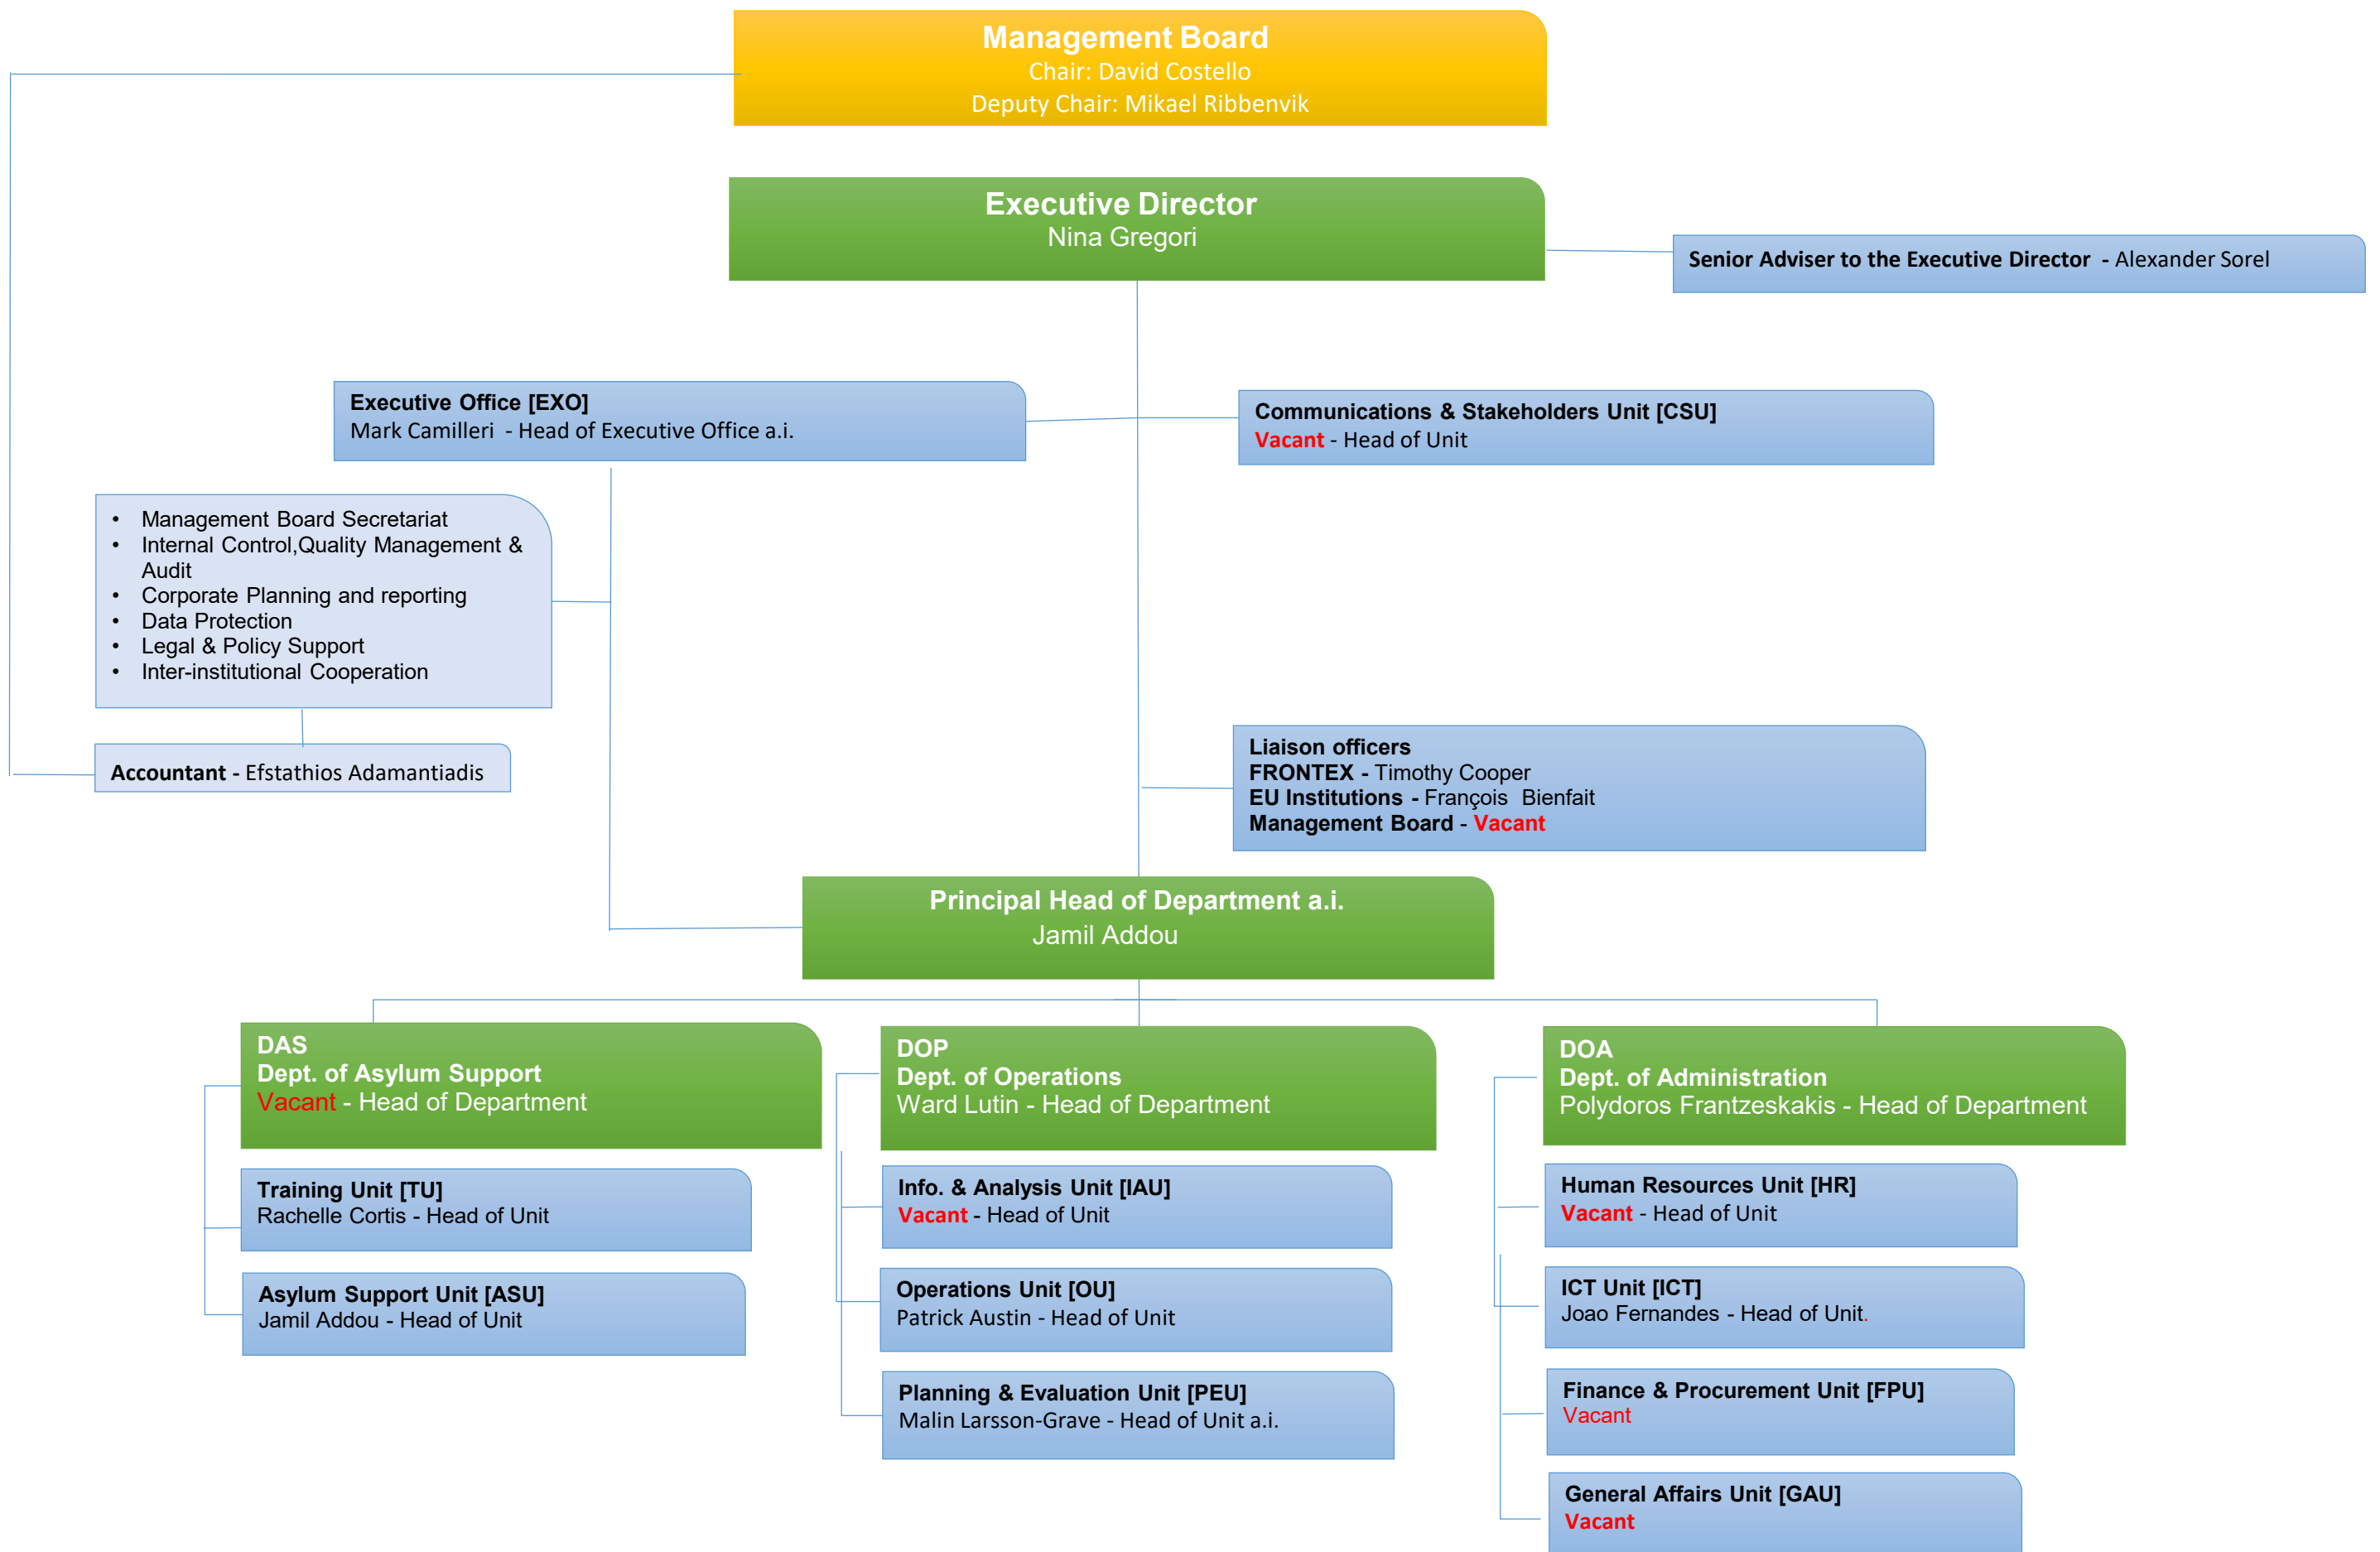 Management Board
Chair: David Costello
Deputy Chair: Mikael Ribbenvik
Executive Director
Nina Gregori
Senior Adviser to the Executive Director - Alexander Sorel
Executive Office [EXO]
Mark Camilleri - Head of Executive Office a.i.
Communications & Stakeholders Unit [CSU]
Vacant - Head of Unit
• Management Board Secretariat
• Internal Control,Quality Management &
Audit
• Corporate Planning and reporting
• Data Protection
• Legal & Policy Support
• Inter-institutional Cooperation
Accountant - Efstathios Adamantiadis
Liaison officers
FRONTEX - Timothy Cooper
EU Institutions - François Bienfait
Management Board - Vacant
Principal Head of Department a.i.
Jamil Addou
DAS
Dept. of Asylum Support
Vacant - Head of Department
Training Unit [TU]
Rachelle Cortis - Head of Unit
Asylum Support Unit [ASU]
Jamil Addou - Head of Unit
DOP
Dept. of Operations
Ward Lutin - Head of Department
Info. & Analysis Unit [IAU]
Vacant - Head of Unit
Operations Unit [OU]
Patrick Austin - Head of Unit
Planning & Evaluation Unit [PEU]
Malin Larsson-Grave - Head of Unit a.i.
DOA
Dept. of Administration
Polydoros Frantzeskakis - Head of Department
Human Resources Unit [HR]
Vacant - Head of Unit
ICT Unit [ICT]
Joao Fernandes - Head of Unit.
Finance & Procurement Unit [FPU]
Vacant
General Affairs Unit [GAU]
Vacant